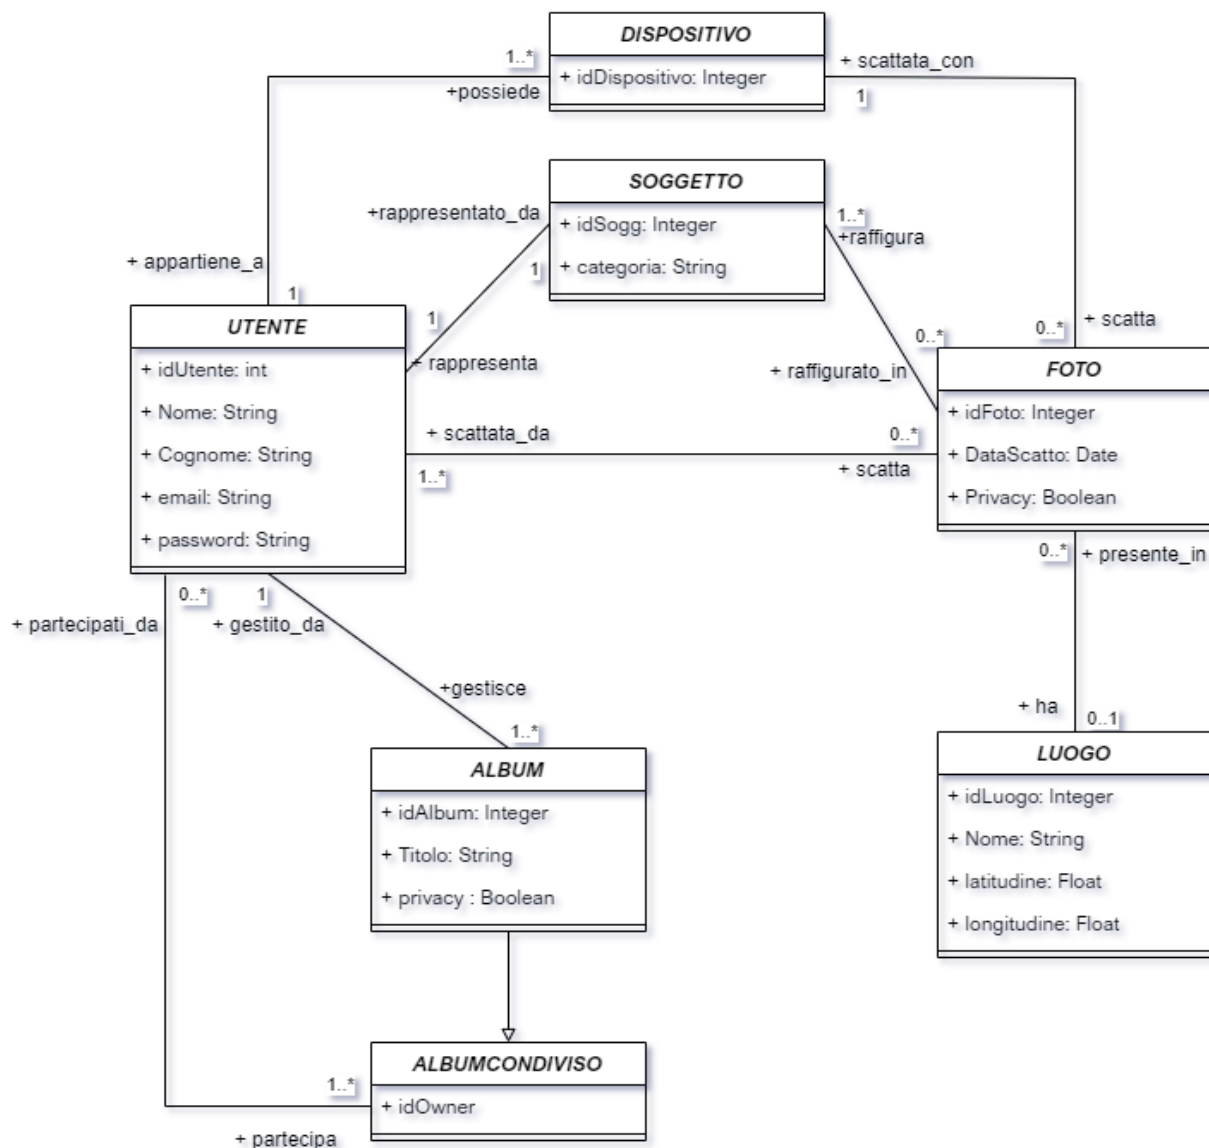 DISPOSITIVO
+ idDispositivo: Integer
1..*
+possiede
+ scattata_con
1
SOGGETTO
+ idSogg: Integer
+ categoria: String
+rappresentato_da
1
1..*
+raffigura
+ appartiene_a
1
1
+ rappresenta
0..*
+ raffigurato_in
0..*
+ scatta
UTENTE
+ idUtente: int
+ Nome: String
+ Cognome: String
+ email: String
+ password: String
+ scattata_da
1..*
0..*
+ scatta
FOTO
+ idFoto: Integer
+ DataScatto: Date
+ Privacy: Boolean
0..*
+ presente_in
0..*
1
+ partecipati_da
+ gestito_da
+gestisce
1..*
+ ha
0..1
ALBUM
+ idAlbum: Integer
+ Titolo: String
+ privacy : Boolean
LUOGO
+ idLuogo: Integer
+ Nome: String
+ latitudine: Float
+ longitudine: Float
ALBUMCONDIVISO
+ idOwner
1..*
+ partecipa